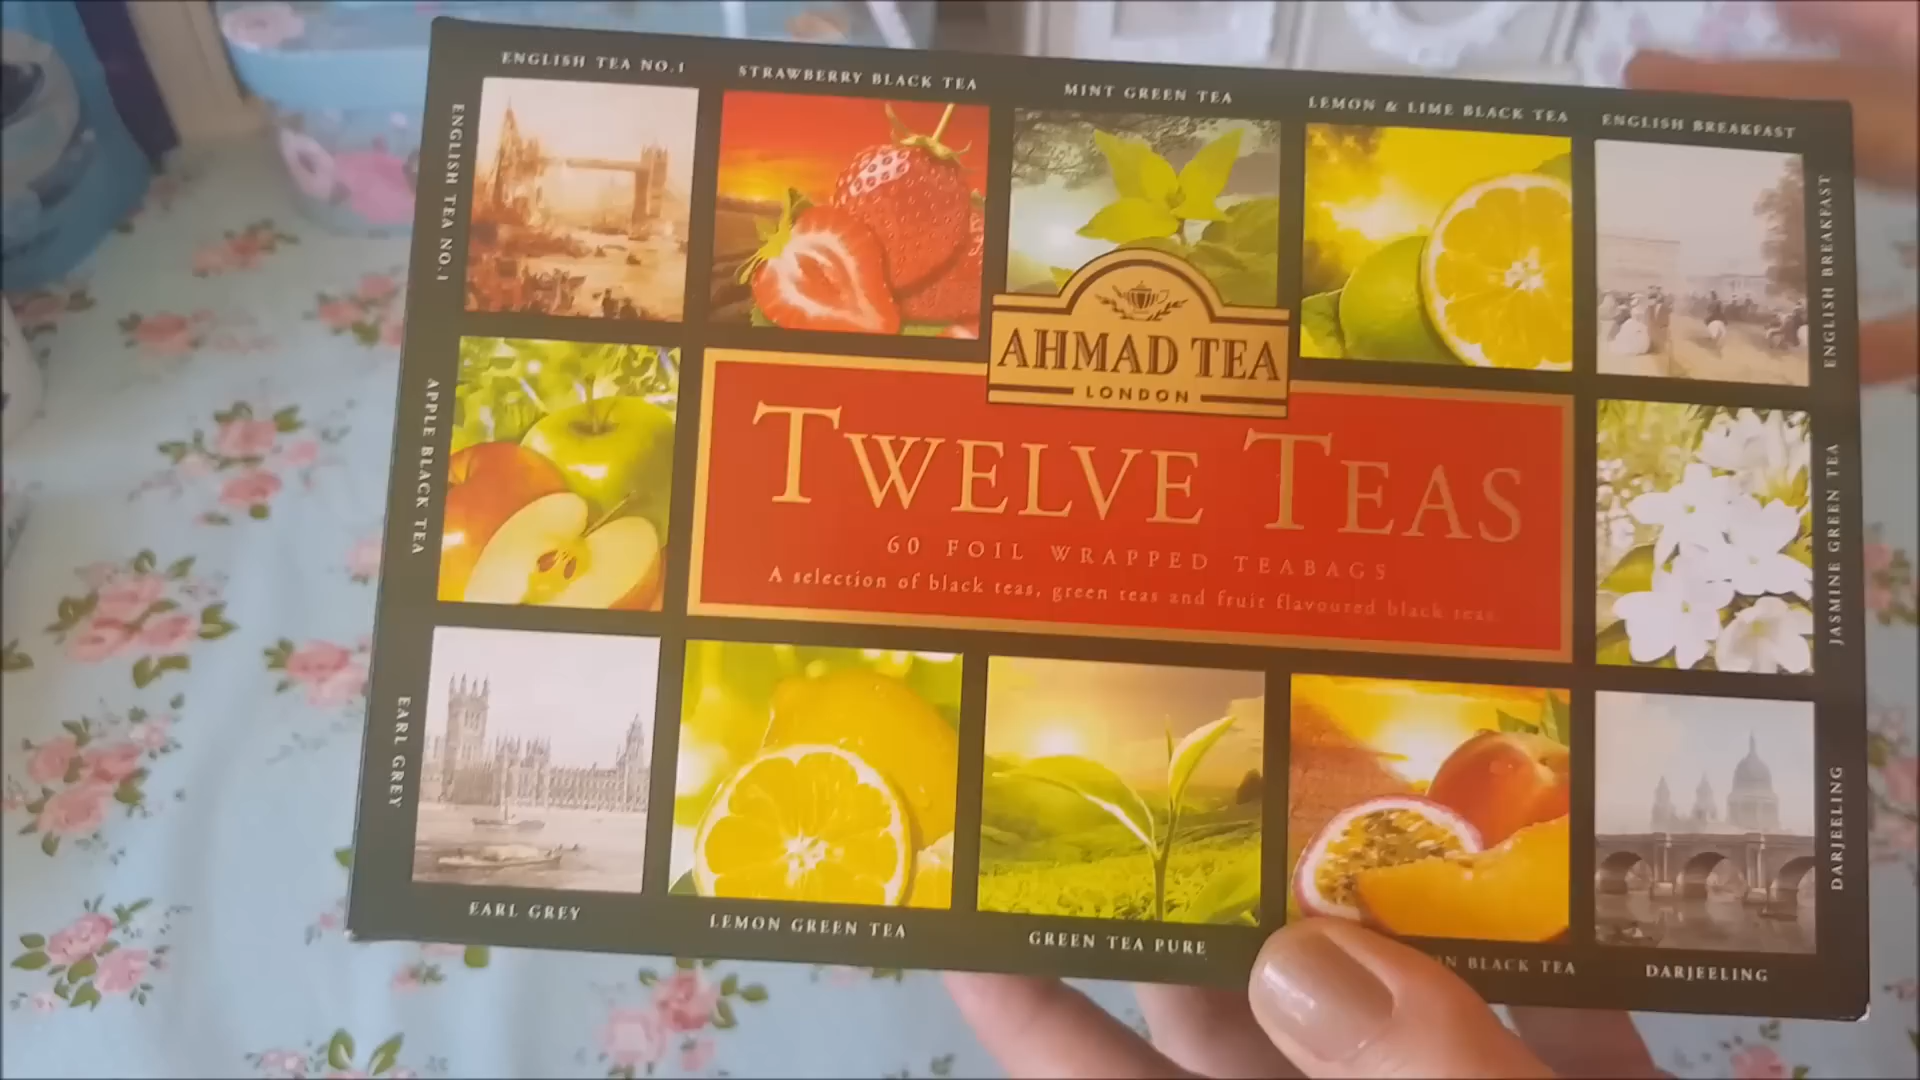 ENGLISH TEA NO.1
STRAWBERRY BLACK TEA
MINT GREEN TEA
LEMON & LIME BLACK TEA
ENGLISH BREAKFAST
ENGLISH TEA NO.1
ENGLISH BREAKFAST
AHMAD TEA
LONDON
TWELVE TEAS
60 FOIL WRAPPED TEABAGS
A selection of black teas, green teas and fruit flavoured black teas.
APPLE BLACK TEA
JASMINE GREEN TEA
EARL GREY
DARJEELING
EARL GREY
LEMON GREEN TEA
GREEN TEA PURE
BLACK TEA
DARJEELING